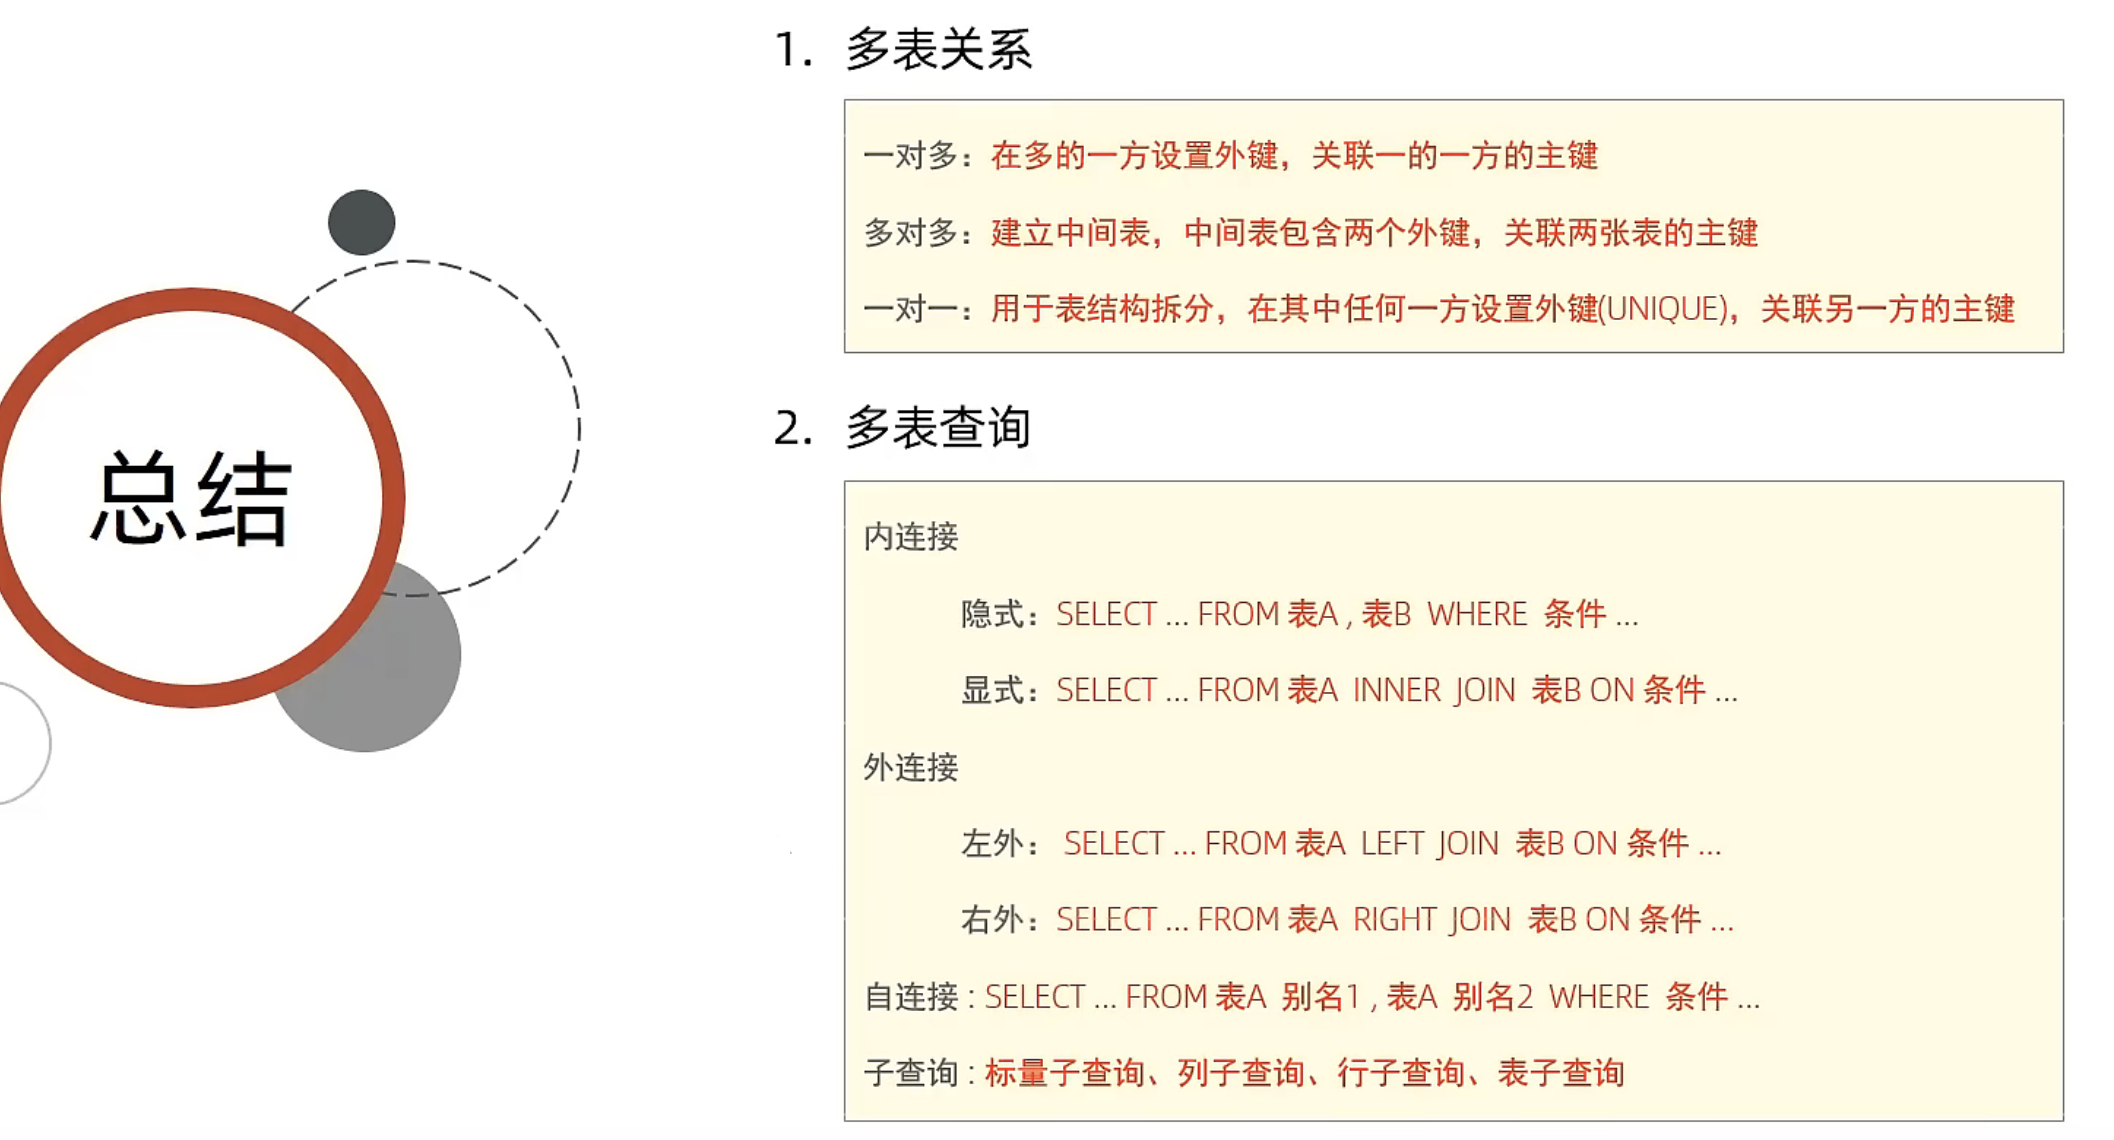 总结
1. 多表关系
一对多：在多的一方设置外键，关联一的一方的主键
多对多：建立中间表，中间表包含两个外键，关联两张表的主键
一对一：用于表结构拆分，在其中任何一方设置外键(UNIQUE)，关联另一方的主键
2. 多表查询
内连接
隐式：SELECT ... FROM 表A , 表B WHERE 条件 ...
显式：SELECT ... FROM 表A INNER JOIN 表B ON 条件 ...
外连接
左外： SELECT ... FROM 表A LEFT JOIN 表B ON 条件 ...
右外：SELECT ... FROM 表A RIGHT JOIN 表B ON 条件 ...
自连接 : SELECT ... FROM 表A 别名1 , 表A 别名2 WHERE 条件 ...
子查询 : 标量子查询、列子查询、行子查询、表子查询